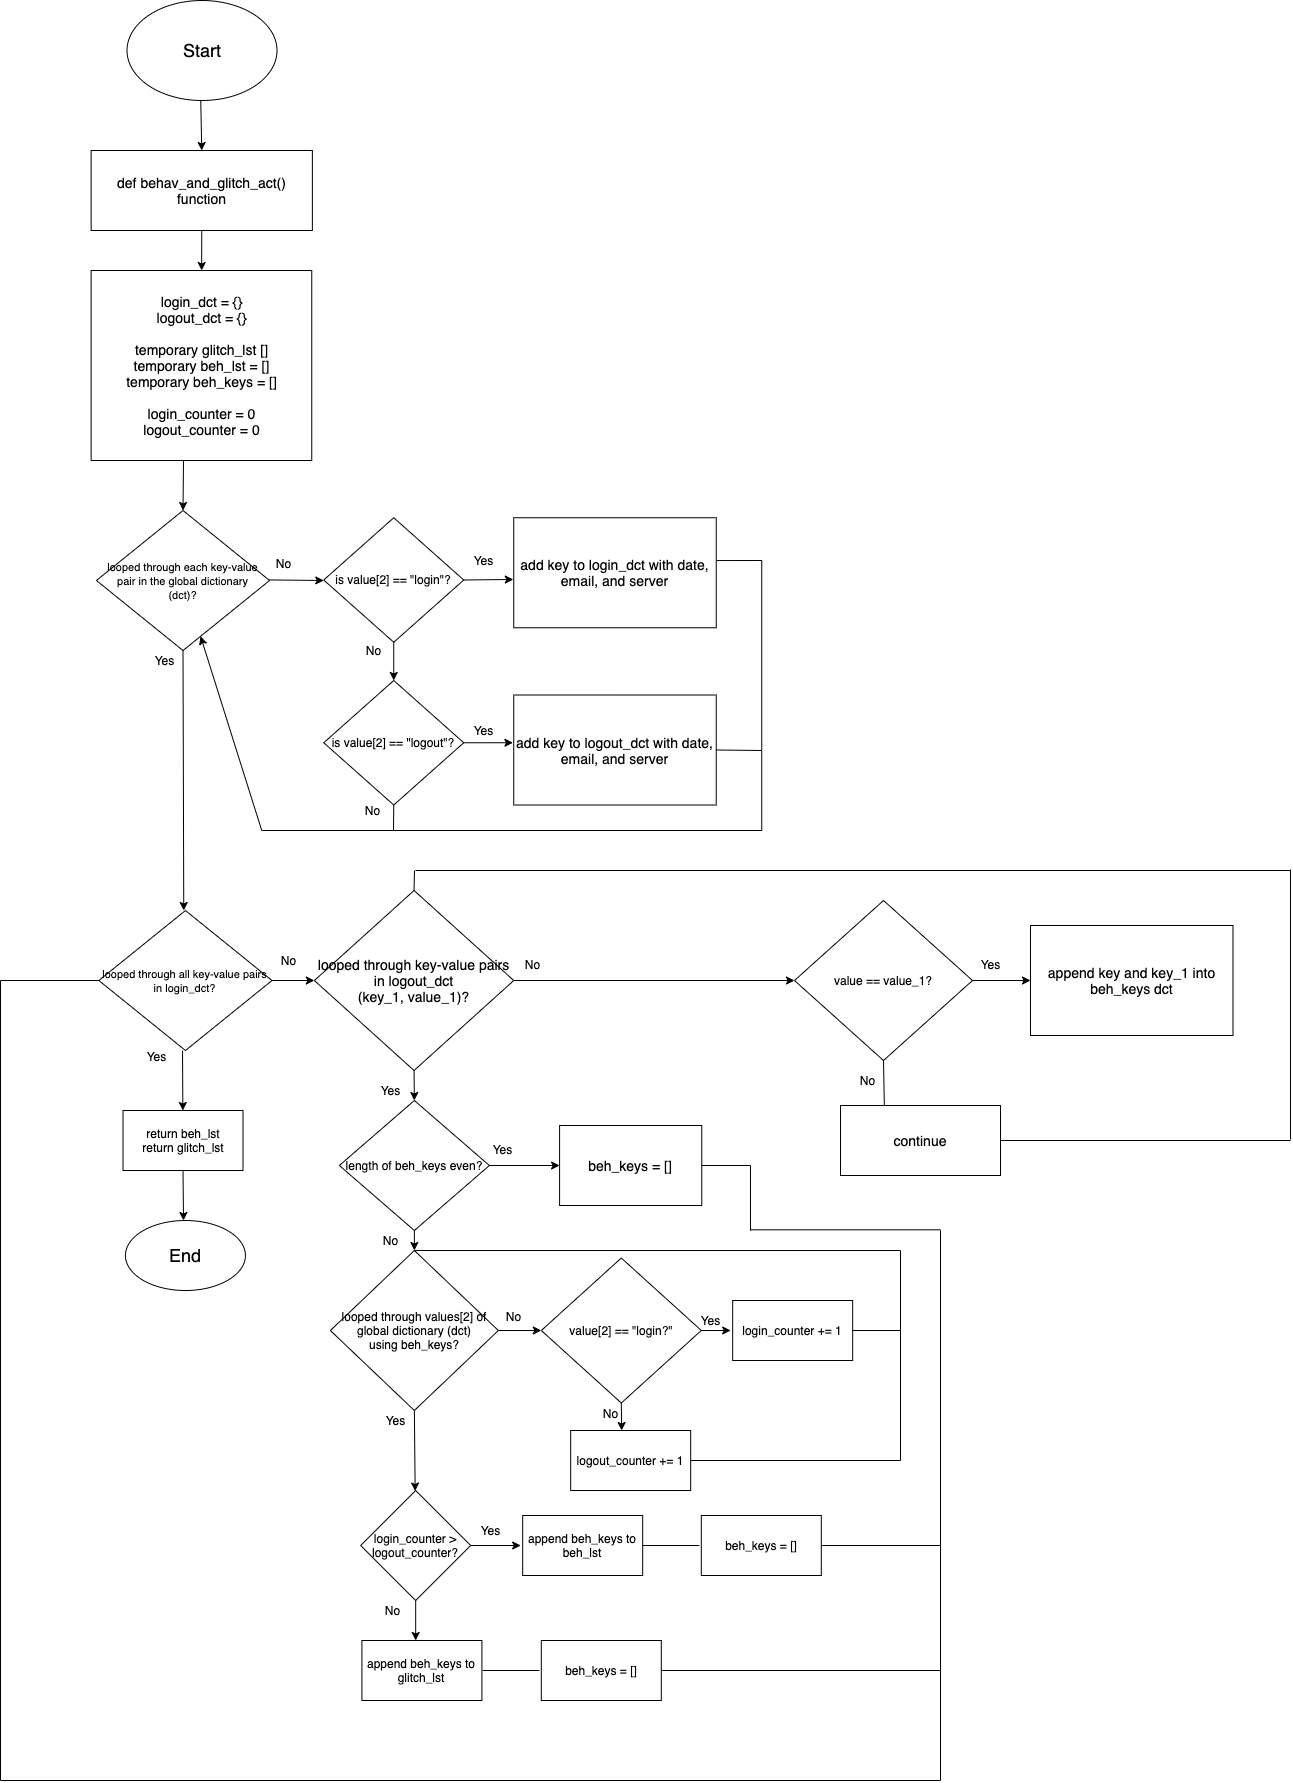 Start
def behav_and_glitch_act()
function
login_dct = {}
logout_dct = {}
temporary glitch_lst []
temporary beh_lst = []
temporary beh_keys = []
login_counter = 0
logout_counter = 0
looped through each key-value
pair in the global dictionary
(dct)?
No
is value[2] == "login"?
Yes
add key to login_dct with date,
email, and server
No
Yes
is value[2] == "logout"?
Yes
add key to logout_dct with date,
email, and server
No
looped through all key-value pairs
in login_dct?
No
looped through key-value pairs
in logout_dct
(key_1, value_1)?
No
value == value_1?
Yes
append key and key_1 into
beh_keys dct
Yes
No
continue
Yes
return beh_lst
return glitch_lst
length of beh_keys even?
Yes
beh_keys = []
No
End
looped through values[2] of
global dictionary (dct)
using beh_keys?
No
value[2] == "login?"
Yes
login_counter += 1
No
logout_counter += 1
Yes
login_counter >
logout_counter?
Yes
append beh_keys to
beh_lst
beh_keys = []
No
append beh_keys to
glitch_lst
beh_keys = []